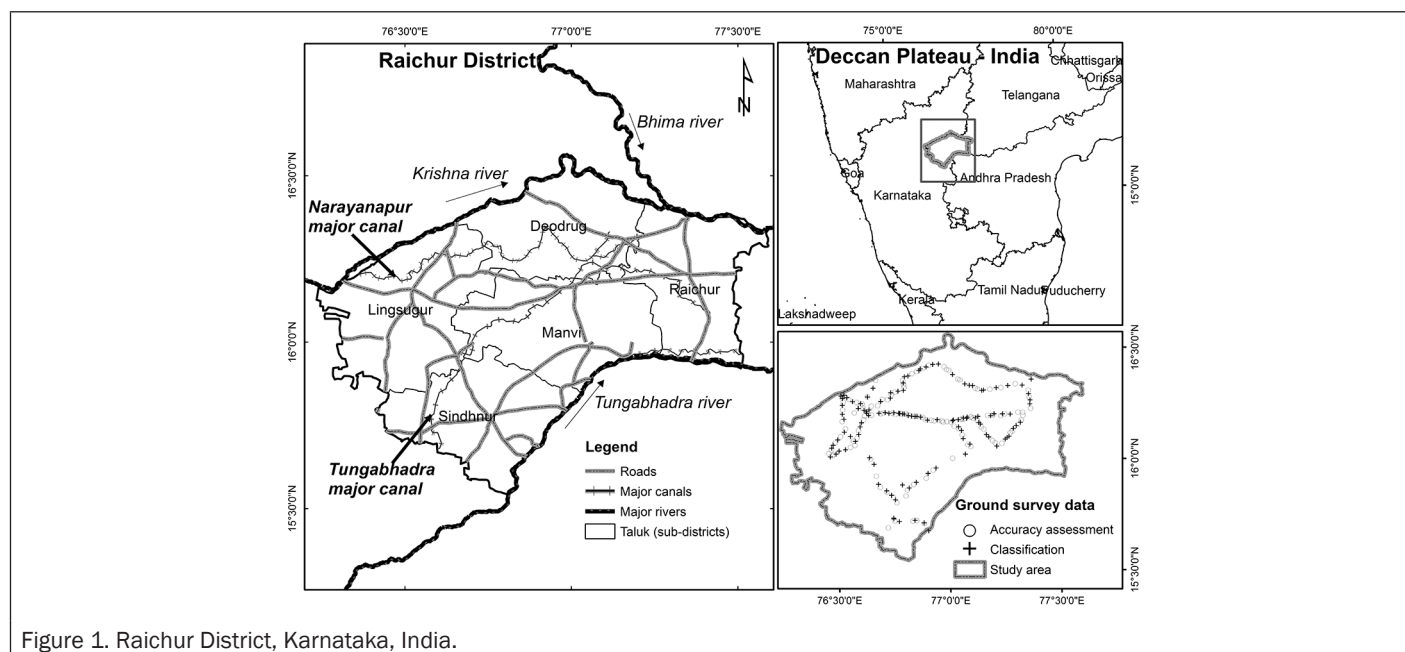 76°30'0"E
77°0'0"E
77°30'0"E
Raichur District
N
Bhima river
16°30'0"N
Krishna river
Narayanapur
major canal
Deodrug
Raichur
Lingsugur
16°0'0"N
Manvi
Tungabhadra river
Sindhnur
Tungabhadra
major canal
15°30'0"N
Legend
Roads
Major canals
Major rivers
Taluk (sub-districts)
75°0'0"E
80°0'0"E
Deccan Plateau - India
Chhattisgarh
Orissa
Maharashtra
Telangana
Goa
Karnataka
Andhra Pradesh
15°0'0"N
Kerala
Tamil Nadu
Puducherry
Lakshadweep
16°30'0"N
16°0'0"N
15°30'0"N
Ground survey data
Accuracy assessment
Classification
Study area
76°30'0"E
77°0'0"E
77°30'0"E
Figure 1. Raichur District, Karnataka, India.